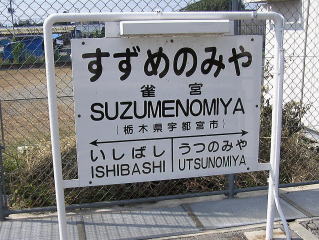 すずめのみや
雀宮
SUZUMENOMIYA
(栃木県宇都宮市)
いしばし
ISHIBASHI
うつのみや
UTSUNOMIYA